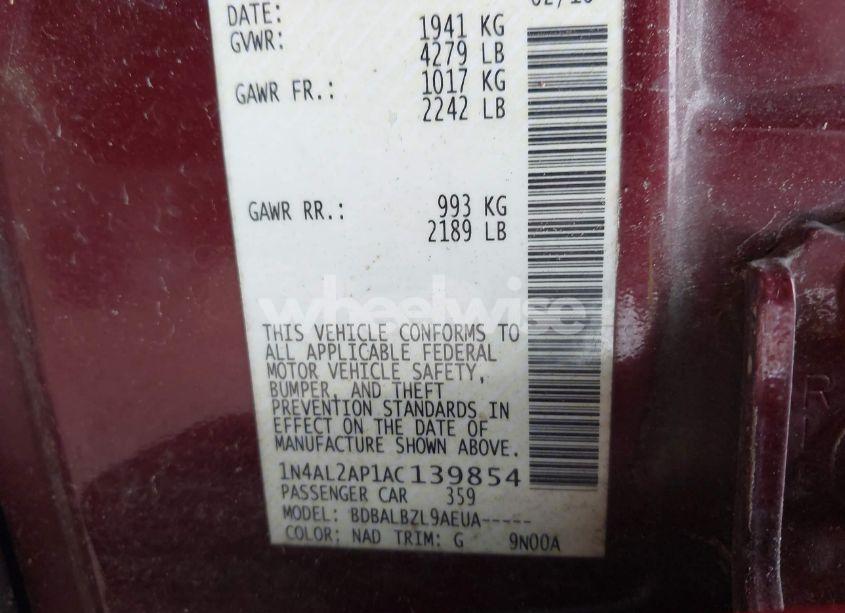 DATE: 02/10
GVWR: 1941 KG
4279 LB
GAWR FR.: 1017 KG
2242 LB
GAWR RR.: 993 KG
2189 LB
wheelwise
THIS VEHICLE CONFORMS TO
ALL APPLICABLE FEDERAL
MOTOR VEHICLE SAFETY,
BUMPER, AND THEFT
PREVENTION STANDARDS IN
EFFECT ON THE DATE OF
MANUFACTURE SHOWN ABOVE.
1N4AL2AP1AC139854
PASSENGER CAR 359
MODEL: BDBALBZL9AEUA-----
COLOR: NAD TRIM: G 9N00A